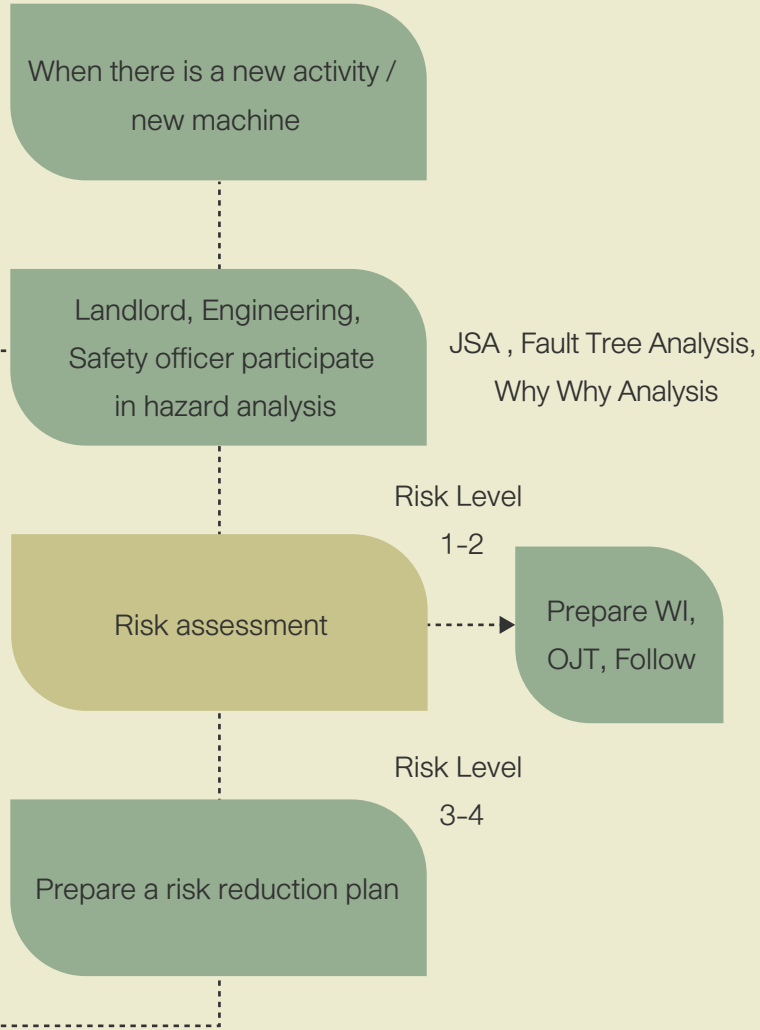 When there is a new activity /
new machine
Landlord, Engineering,
Safety officer participate
in hazard analysis
JSA , Fault Tree Analysis,
Why Why Analysis
Risk Level
1-2
Risk assessment
Prepare WI,
OJT, Follow
Risk Level
3-4
Prepare a risk reduction plan